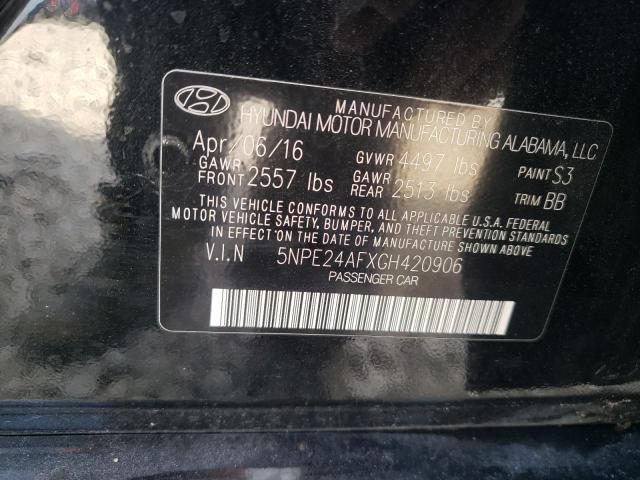 MANUFACTURED BY
HYUNDAI MOTOR MANUFACTURING ALABAMA, LLC
Apr/06/16 GVWR 4497 lbs PAINT S3
GAWR FRONT 2557 lbs GAWR REAR 2513 lbs TRIM BB
THIS VEHICLE CONFORMS TO ALL APPLICABLE U.S.A. FEDERAL
MOTOR VEHICLE SAFETY, BUMPER, AND THEFT PREVENTION STANDARDS
IN EFFECT ON THE DATE OF MANUFACTURE SHOWN ABOVE
V.I.N 5NPE24AFXGH420906
PASSENGER CAR